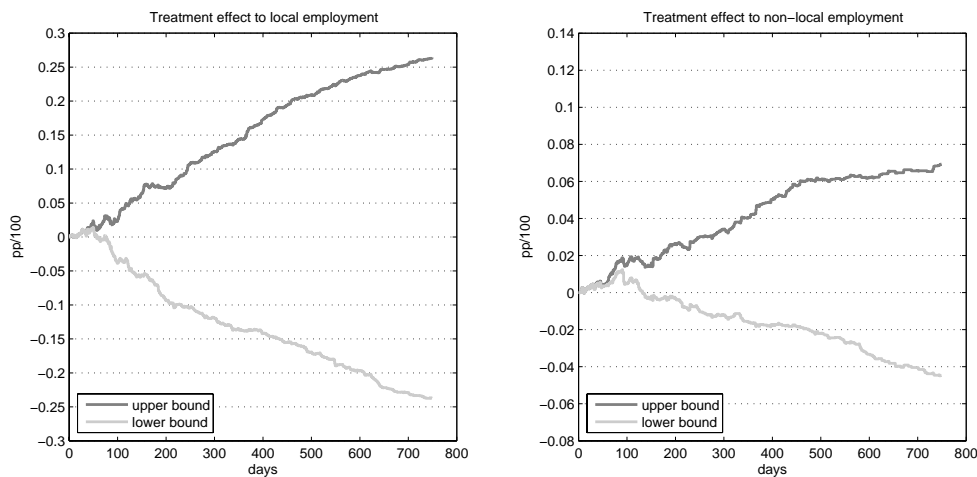 Treatment effect to local employment
0.3
0.25
0.2
0.15
0.1
0.05
0
−0.05
−0.1
−0.15
−0.2
−0.25
−0.3
pp/100
upper bound
lower bound
0 100 200 300 400 500 600 700 800
days
Treatment effect to non−local employment
0.14
0.12
0.1
0.08
0.06
0.04
0.02
0
−0.02
−0.04
−0.06
−0.08
pp/100
upper bound
lower bound
0 100 200 300 400 500 600 700 800
days